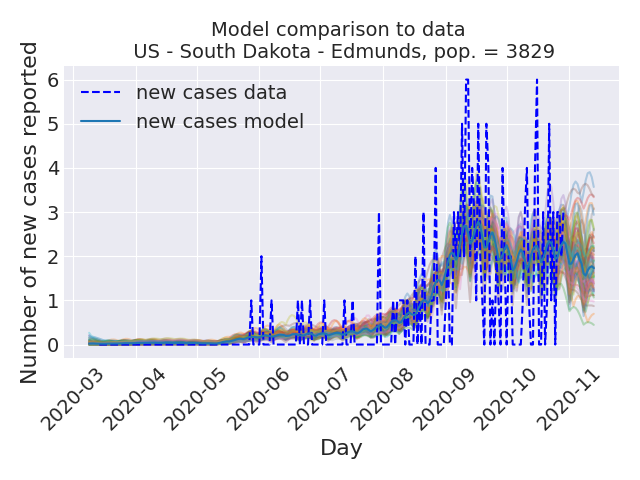 Model comparison to data
US - South Dakota - Edmunds, pop. = 3829
Number of new cases reported
6
5
4
3
2
1
0
new cases data
new cases model
2020-03
2020-04
2020-05
2020-06
2020-07
2020-08
2020-09
2020-10
2020-11
Day